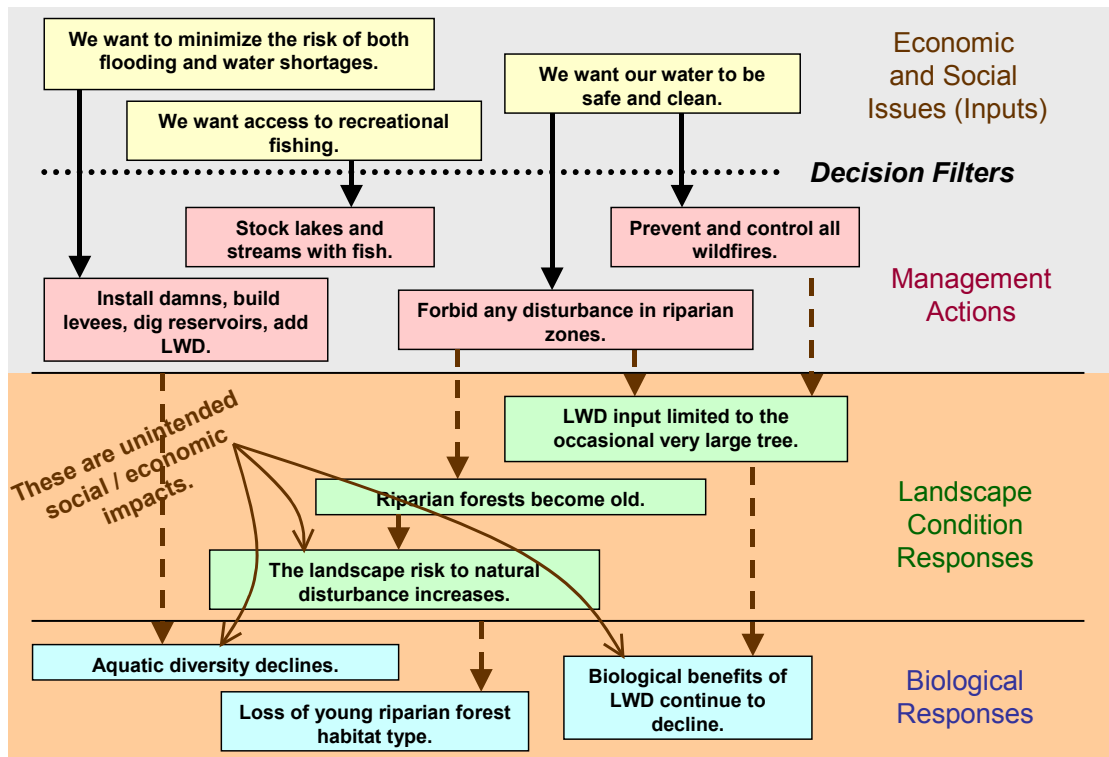 We want to minimize the risk of both
flooding and water shortages.
Economic
and Social
Issues (Inputs)
We want our water to be
safe and clean.
We want access to recreational
fishing.
Decision Filters
Stock lakes and
streams with fish.
Prevent and control all
wildfires.
Management
Actions
Install damns, build
levees, dig reservoirs, add
LWD.
Forbid any disturbance in riparian
zones.
These are unintended
social / economic
impacts.
LWD input limited to the
occasional very large tree.
Riparian forests become old.
Landscape
Condition
Responses
The landscape risk to natural
disturbance increases.
Aquatic diversity declines.
Biological benefits of
LWD continue to
decline.
Biological
Responses
Loss of young riparian forest
habitat type.